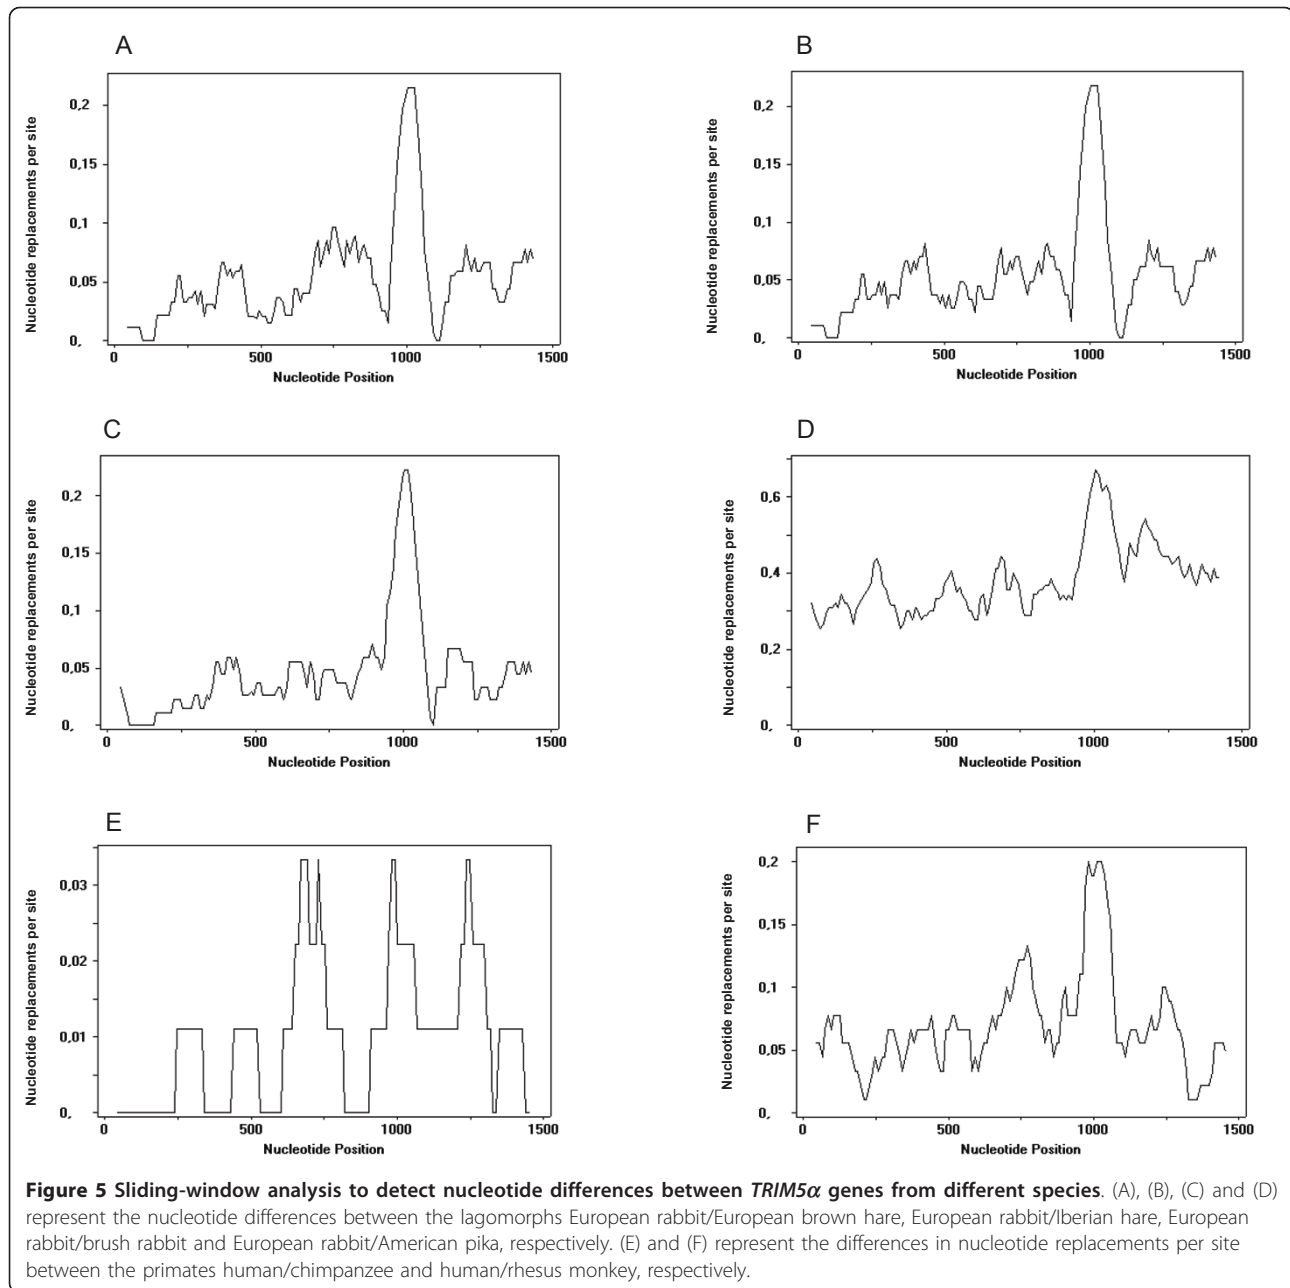 A
Nucleotide replacements per site
0,2
0,15
0,1
0,05
0,
0
500
1000
1500
Nucleotide Position
B
Nucleotide replacements per site
0,2
0,15
0,1
0,05
0,
0
500
1000
1500
Nucleotide Position
C
Nucleotide replacements per site
0,2
0,15
0,1
0,05
0,
0
500
1000
1500
Nucleotide Position
D
Nucleotide replacements per site
0,6
0,4
0,2
0,
0
500
1000
1500
Nucleotide Position
E
Nucleotide replacements per site
0,03
0,02
0,01
0,
0
500
1000
1500
Nucleotide Position
F
Nucleotide replacements per site
0,2
0,15
0,1
0,05
0,
0
500
1000
1500
Nucleotide Position
Figure 5 Sliding-window analysis to detect nucleotide differences between TRIM5α genes from different species. (A), (B), (C) and (D)
represent the nucleotide differences between the lagomorphs European rabbit/European brown hare, European rabbit/Iberian hare, European
rabbit/brush rabbit and European rabbit/American pika, respectively. (E) and (F) represent the differences in nucleotide replacements per site
between the primates human/chimpanzee and human/rhesus monkey, respectively.